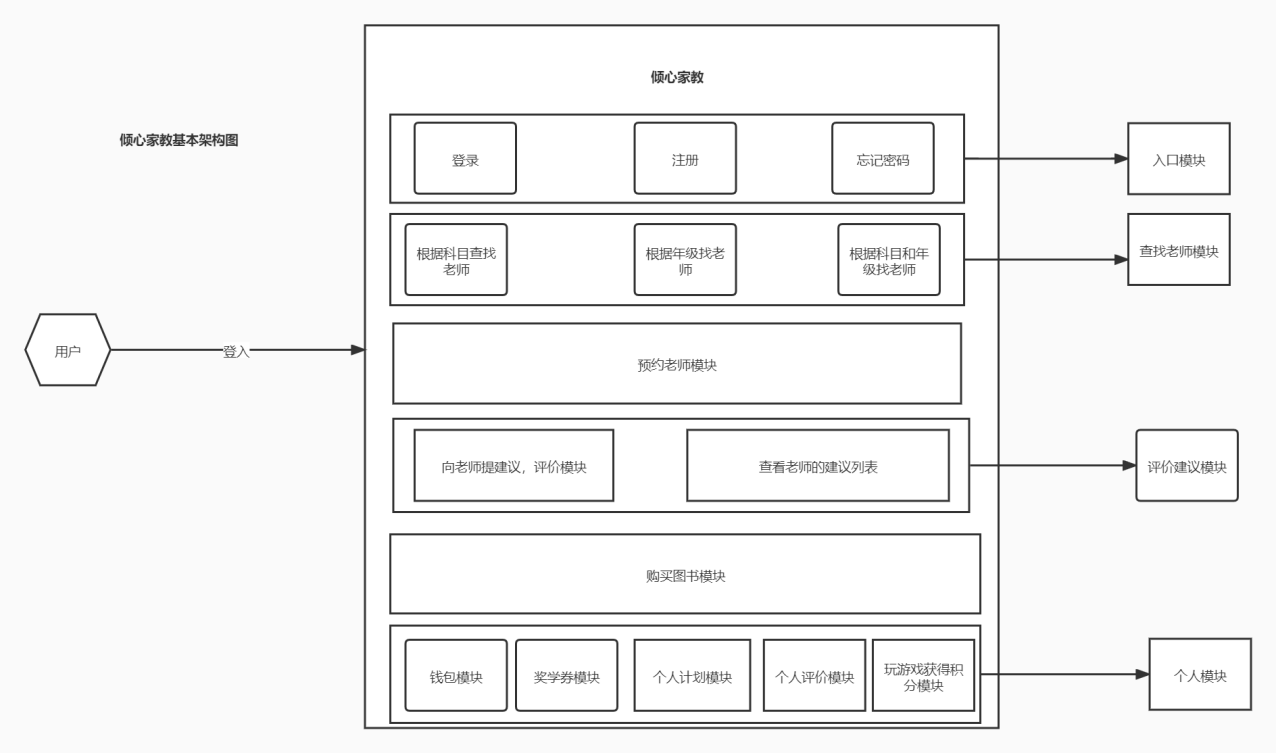 倾心家教
倾心家教基本架构图
登录
注册
忘记密码
入口模块
根据科目查找
老师
根据年级找老
师
根据科目和年
级找老师
查找老师模块
用户
登入
预约老师模块
向老师提建议，评价模块
查看老师的建议列表
评价建议模块
购买图书模块
钱包模块
奖学券模块
个人计划模块
个人评价模块
玩游戏获得积
分模块
个人模块